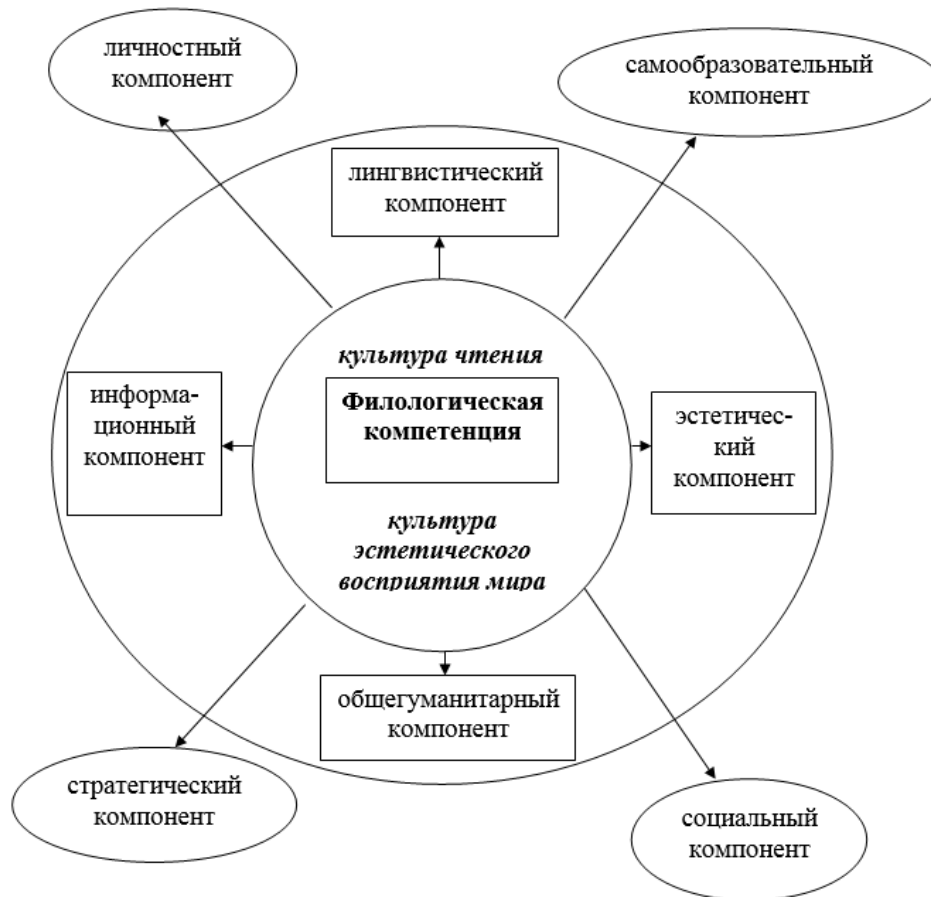 личностный
компонент
самообразовательный
компонент
лингвистический
компонент
культура чтения
Филологическая
компетенция
информа-
ционный
компонент
эстетичес-
кий
компонент
культура
эстетического
восприятия мира
общегуманитарный
компонент
стратегический
компонент
социальный
компонент